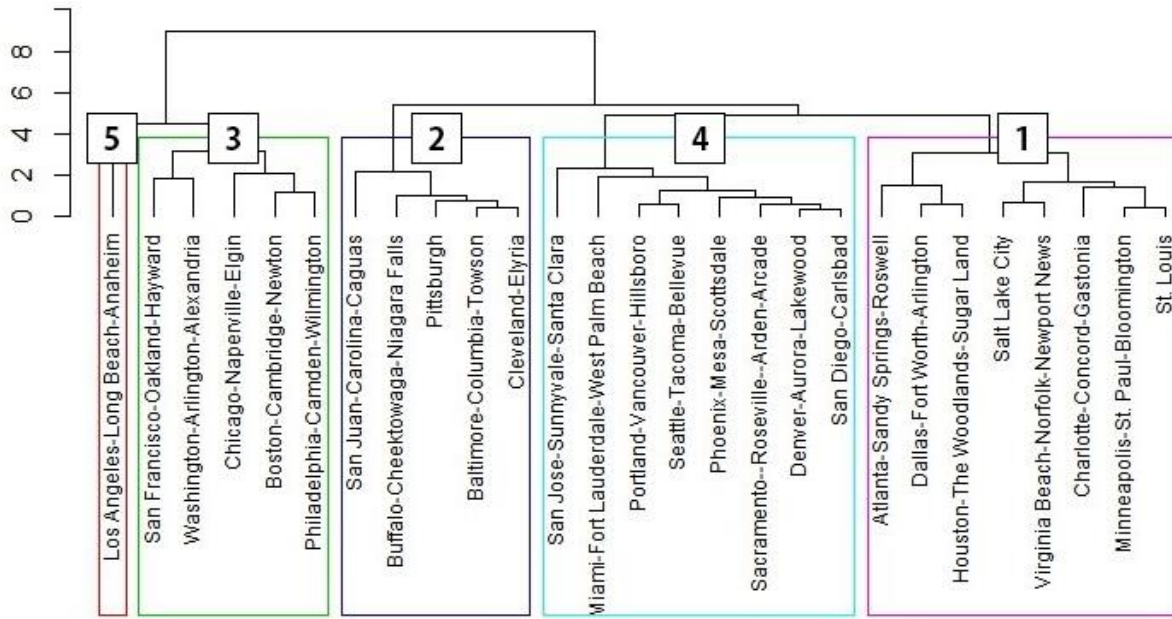 8
6
4
2
0
5
3
2
4
1
Los Angeles-Long Beach-Anaheim
San Francisco-Oakland-Hayward
Washington-Arlington-Alexandria
Chicago-Naperville-Elgin
Boston-Cambridge-Newton
Philadelphia-Camden-Wilmington
San Juan-Carolina-Caguas
Buffalo-Cheektowaga-Niagara Falls
Pittsburgh
Baltimore-Columbia-Towson
Cleveland-Elyria
San Jose-Sunnyvale-Santa Clara
Miami-Fort Lauderdale-West Palm Beach
Portland-Vancouver-Hillsboro
Seattle-Tacoma-Bellevue
Phoenix-Mesa-Scottsdale
Sacramento--Roseville--Arden-Arcade
Denver-Aurora-Lakewood
San Diego-Carlsbad
Atlanta-Sandy Springs-Roswell
Dallas-Fort Worth-Arlington
Houston-The Woodlands-Sugar Land
Salt Lake City
Virginia Beach-Norfolk-Newport News
Charlotte-Concord-Gastonia
Minneapolis-St. Paul-Bloomington
St. Louis